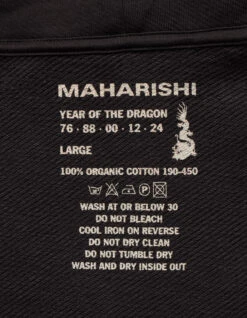 MAHARISHI
YEAR OF THE DRAGON
76 - 88 - 00 - 12 - 24
LARGE
100% ORGANIC COTTON 190-450
WASH AT OR BELOW 30
DO NOT BLEACH
COOL IRON ON REVERSE
DO NOT DRY CLEAN
DO NOT TUMBLE DRY
WASH AND DRY INSIDE OUT